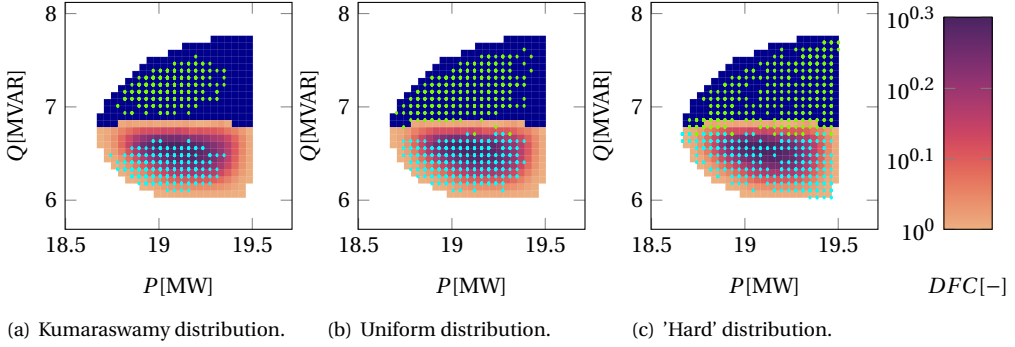 8
7
6
Q[MVAR]
18.5 19 19.5
P[MW]
(a) Kumaraswamy distribution.
8
7
6
Q[MVAR]
18.5 19 19.5
P[MW]
(b) Uniform distribution.
8
7
6
Q[MVAR]
18.5 19 19.5
P[MW]
(c) 'Hard' distribution.
10^0.3
10^0.2
10^0.1
10^0
DFC[−]